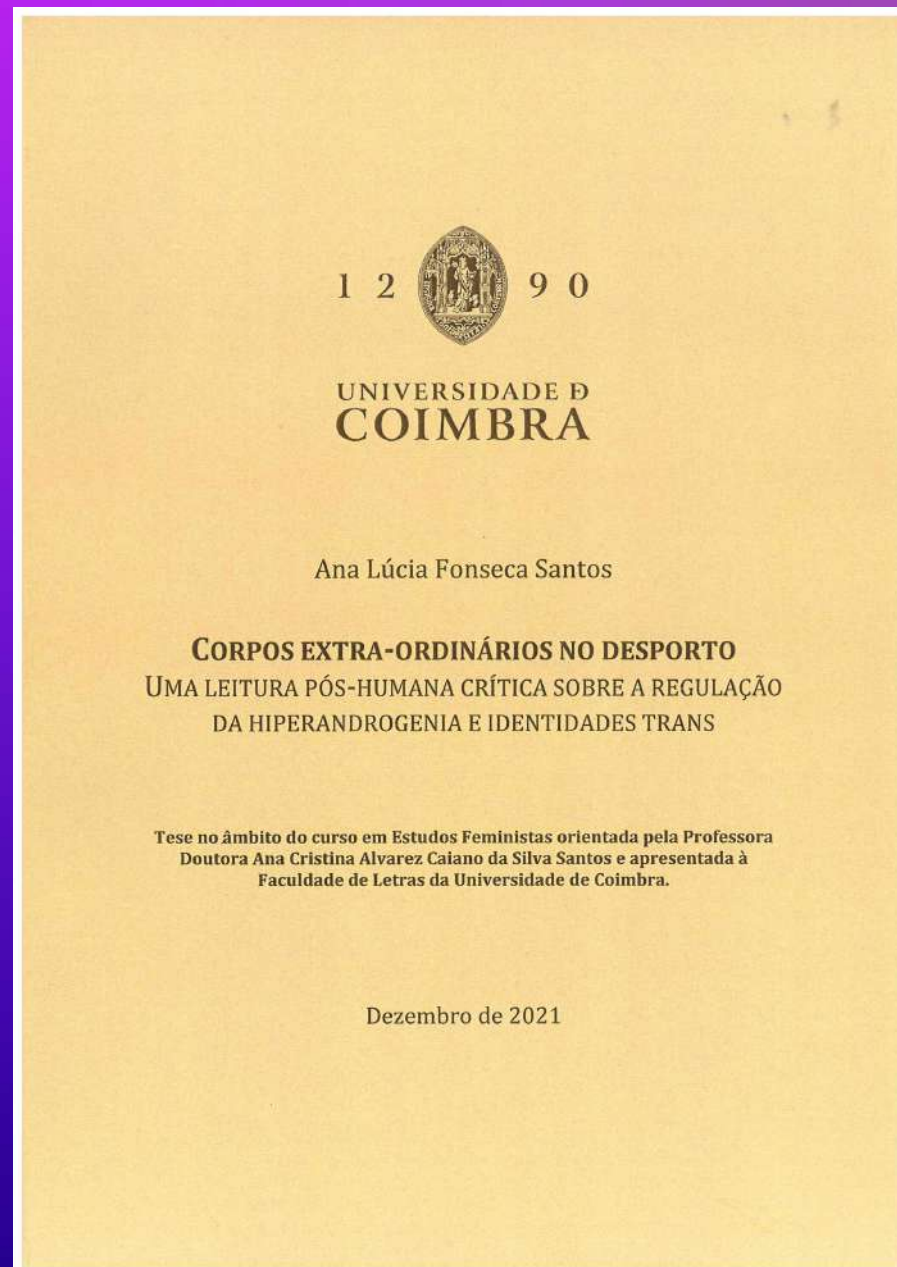 1 2 9 0
UNIVERSIDADE Đ
COIMBRA
Ana Lúcia Fonseca Santos
CORPOS EXTRA-ORDINÁRIOS NO DESPORTO
UMA LEITURA PÓS-HUMANA CRÍTICA SOBRE A REGULAÇÃO
DA HIPERANDROGENIA E IDENTIDADES TRANS
Tese no âmbito do curso em Estudos Feministas orientada pela Professora
Doutora Ana Cristina Alvarez Caiano da Silva Santos e apresentada à
Faculdade de Letras da Universidade de Coimbra.
Dezembro de 2021